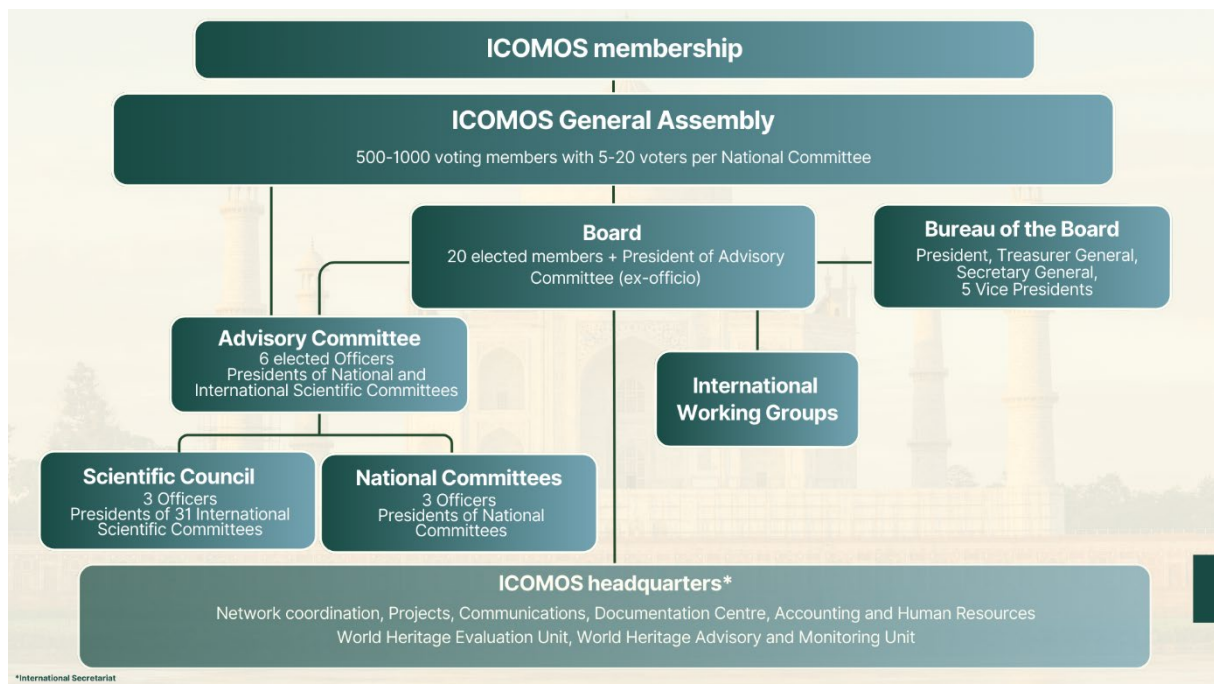 ICOMOS membership
ICOMOS General Assembly
500-1000 voting members with 5-20 voters per National Committee
Board
20 elected members + President of Advisory
Committee (ex-officio)
Bureau of the Board
President, Treasurer General,
Secretary General,
5 Vice Presidents
Advisory Committee
6 elected Officers
Presidents of National and
International Scientific Committees
International
Working Groups
Scientific Council
3 Officers
Presidents of 31 International
Scientific Committees
National Committees
3 Officers
Presidents of National
Committees
ICOMOS headquarters*
Network coordination, Projects, Communications, Documentation Centre, Accounting and Human Resources
World Heritage Evaluation Unit, World Heritage Advisory and Monitoring Unit
*International Secretariat